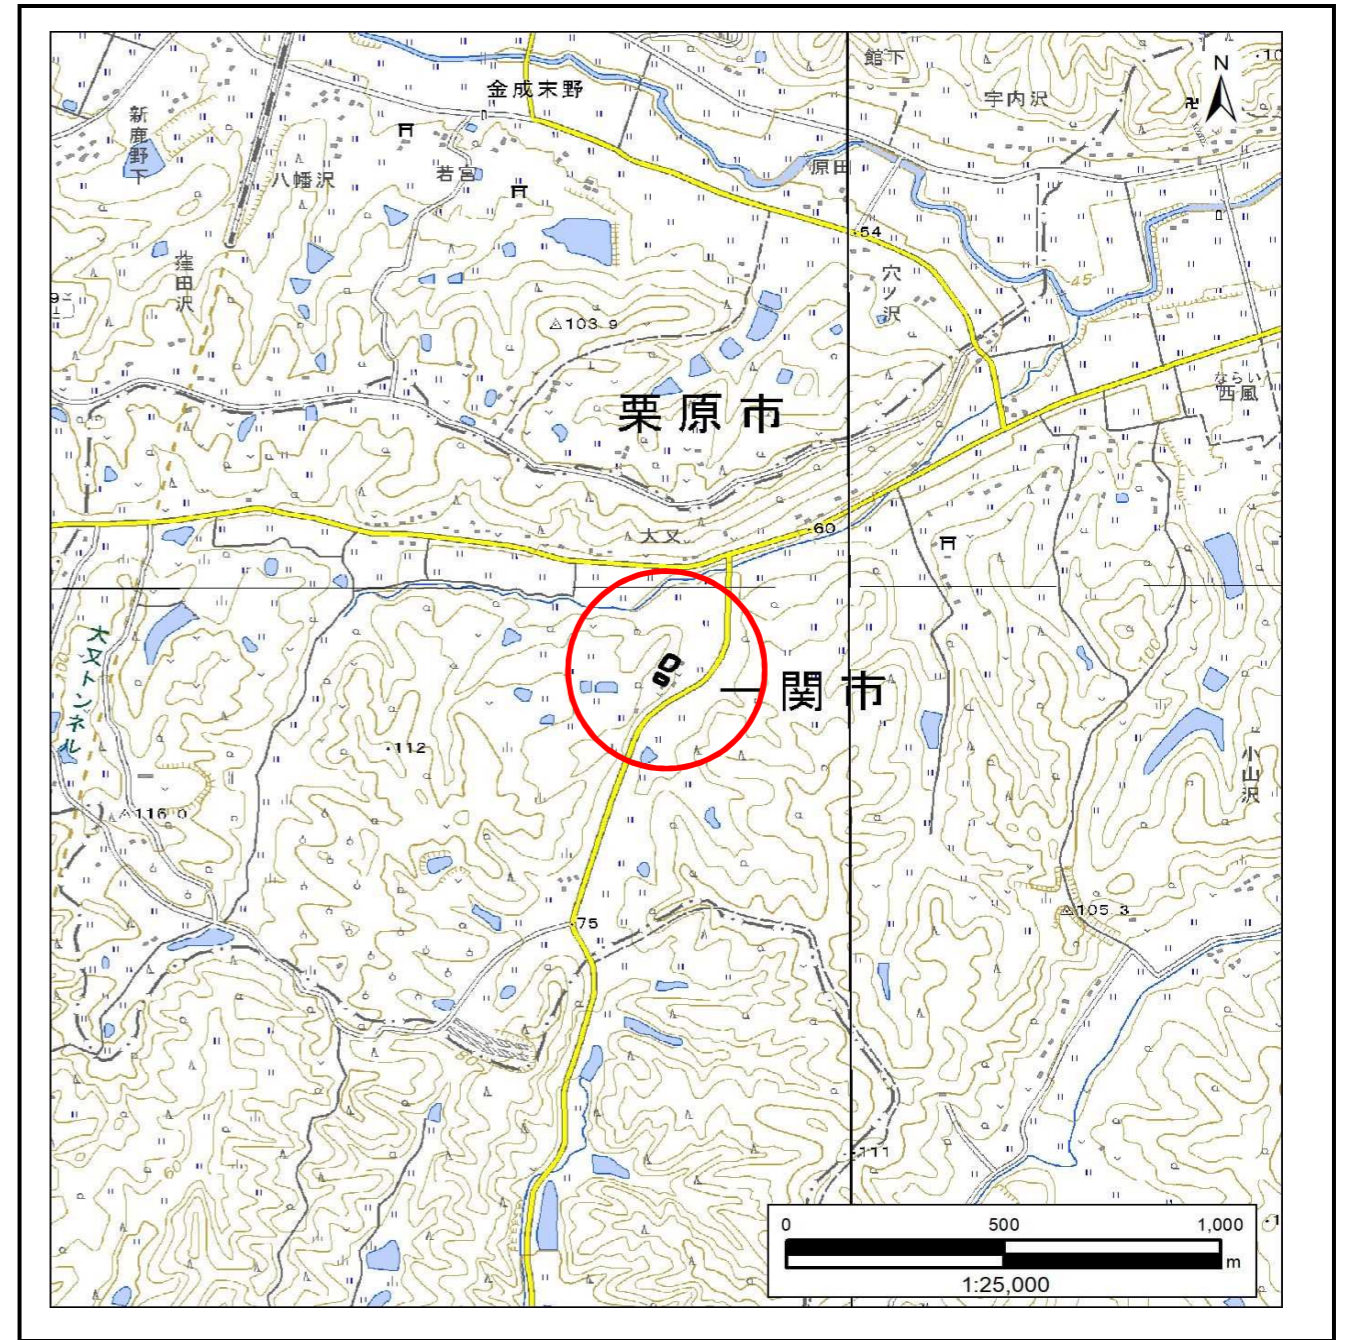 館下
金成末野
宇内沢
N
新鹿野下
八幡沢
若宮
原田
54
窪田沢
穴ノ沢
45
103.9
ならい
西風
栗原市
大又
60
大又トンネル
100
100
一関市
112
小山沢
116.0
105.3
75
111
60
0 500 1,000
m
1:25,000